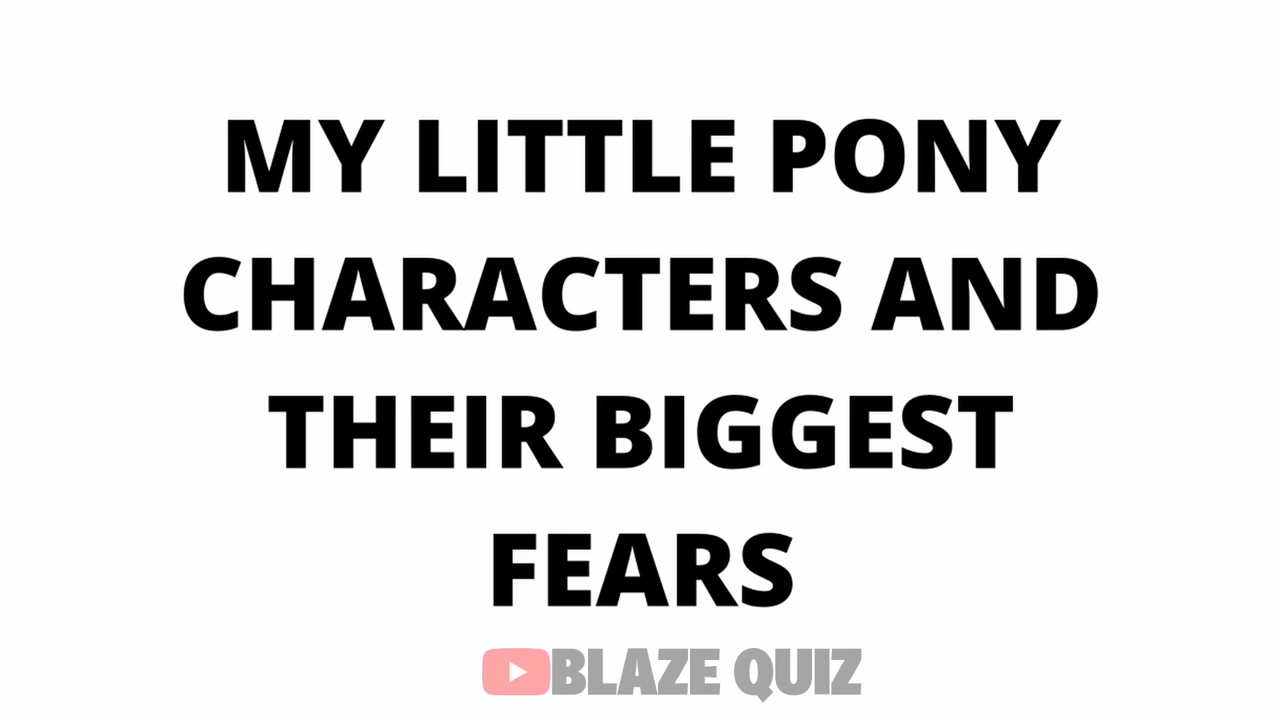 MY LITTLE PONY
CHARACTERS AND
THEIR BIGGEST
FEARS
BLAZE QUIZ